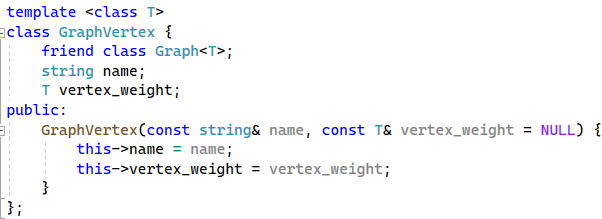 template <class T>
class GraphVertex {
    friend class Graph<T>;
    string name;
    T vertex_weight;
public:
    GraphVertex(const string& name, const T& vertex_weight = NULL) {
        this->name = name;
        this->vertex_weight = vertex_weight;
    }
};